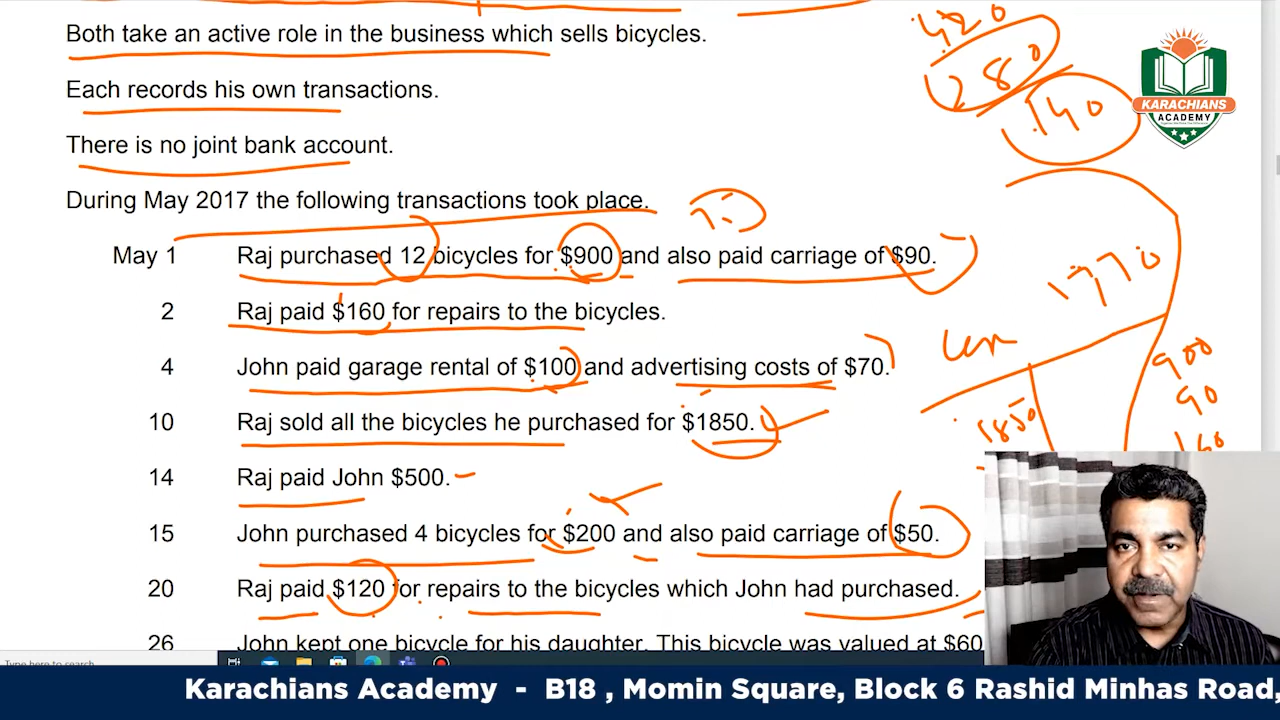 Both take an active role in the business which sells bicycles.
Each records his own transactions.
There is no joint bank account.
During May 2017 the following transactions took place.
May 1 Raj purchased 12 bicycles for $900 and also paid carriage of $90.
2 Raj paid $160 for repairs to the bicycles.
4 John paid garage rental of $100 and advertising costs of $70.
10 Raj sold all the bicycles he purchased for $1850.
14 Raj paid John $500.
15 John purchased 4 bicycles for $200 and also paid carriage of $50.
20 Raj paid $120 for repairs to the bicycles which John had purchased.
26 John kept one bicycle for his daughter. This bicycle was valued at $60
420
280
140
1770
1850
900
90
160
KARACHIANS
ACADEMY
Type here to search
Karachians Academy - B18 , Momin Square, Block 6 Rashid Minhas Road,